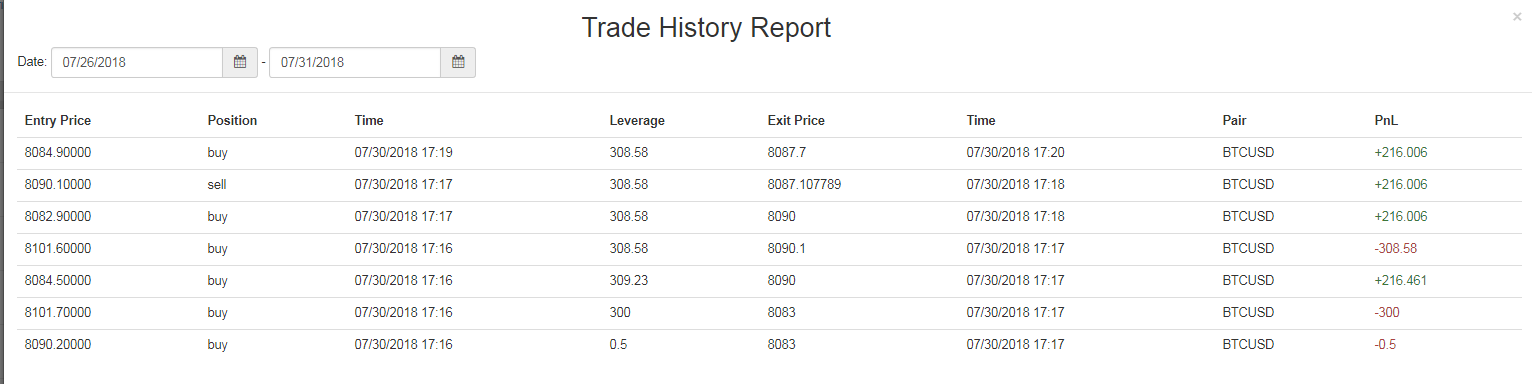 Trade History Report
×
Date: 07/26/2018 - 07/31/2018
Entry Price Position Time Leverage Exit Price Time Pair PnL
8084.90000 buy 07/30/2018 17:19 308.58 8087.7 07/30/2018 17:20 BTCUSD +216.006
8090.10000 sell 07/30/2018 17:17 308.58 8087.107789 07/30/2018 17:18 BTCUSD +216.006
8082.90000 buy 07/30/2018 17:17 308.58 8090 07/30/2018 17:18 BTCUSD +216.006
8101.60000 buy 07/30/2018 17:16 308.58 8090.1 07/30/2018 17:17 BTCUSD -308.58
8084.50000 buy 07/30/2018 17:16 309.23 8090 07/30/2018 17:17 BTCUSD +216.461
8101.70000 buy 07/30/2018 17:16 300 8083 07/30/2018 17:17 BTCUSD -300
8090.20000 buy 07/30/2018 17:16 0.5 8083 07/30/2018 17:17 BTCUSD -0.5